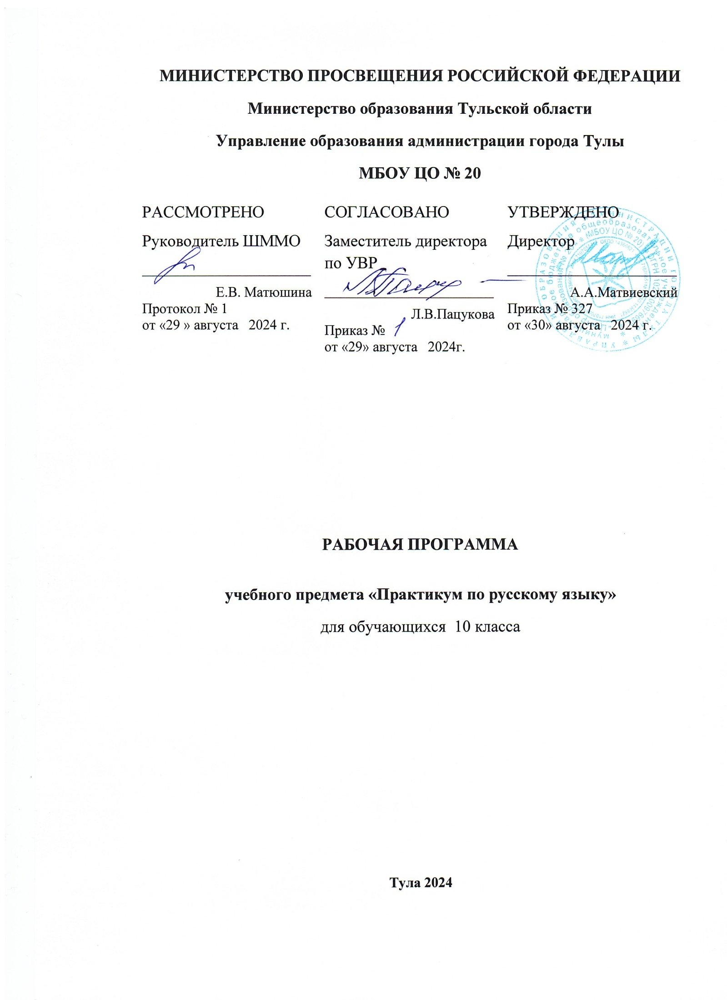 МИНИСТЕРСТВО ПРОСВЕЩЕНИЯ РОССИЙСКОЙ ФЕДЕРАЦИИ
Министерство образования Тульской области
Управление образования администрации города Тулы
МБОУ ЦО № 20
РАССМОТРЕНО
Руководитель ШММО
Е.В. Матюшина
Протокол № 1
от «29 » августа 2024 г.
СОГЛАСОВАНО
Заместитель директора
по УВР
Л.В.Пацукова
Приказ № 1
от «29» августа 2024г.
УТВЕРЖДЕНО
Директор
А.А.Матвиевский
Приказ № 327
от «30» августа 2024 г.
РАБОЧАЯ ПРОГРАММА
учебного предмета «Практикум по русскому языку»
для обучающихся 10 класса
Тула 2024